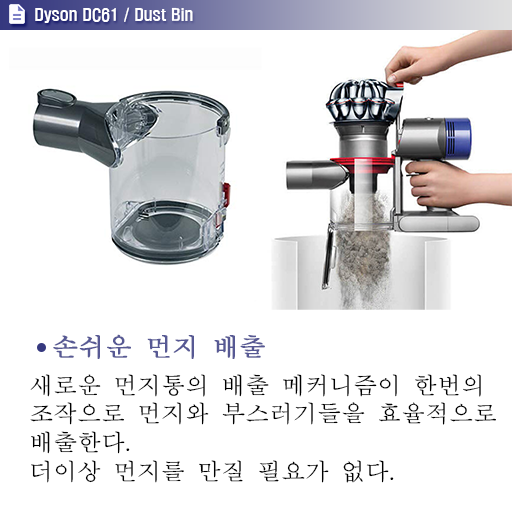 Dyson DC61 / Dust Bin
•손쉬운 먼지 배출
새로운 먼지통의 배출 메커니즘이 한번의
조작으로 먼지와 부스러기들을 효율적으로
배출한다.
더이상 먼지를 만질 필요가 없다.